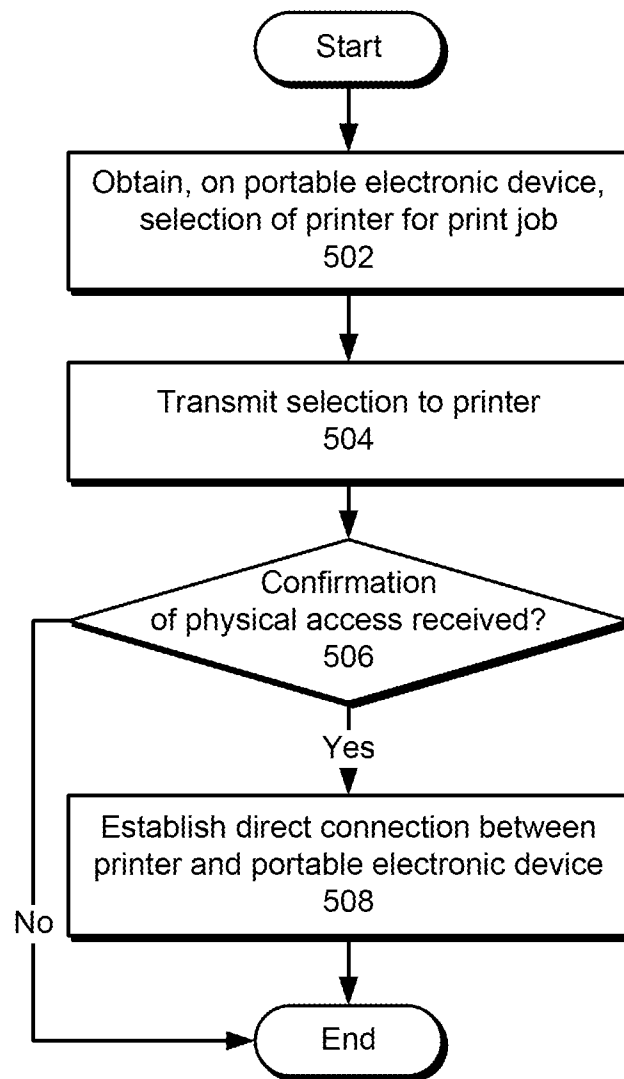 Start
Obtain, on portable electronic device,
selection of printer for print job
502
Transmit selection to printer
504
Confirmation
of physical access received?
506
Yes
Establish direct connection between
printer and portable electronic device
508
No
End